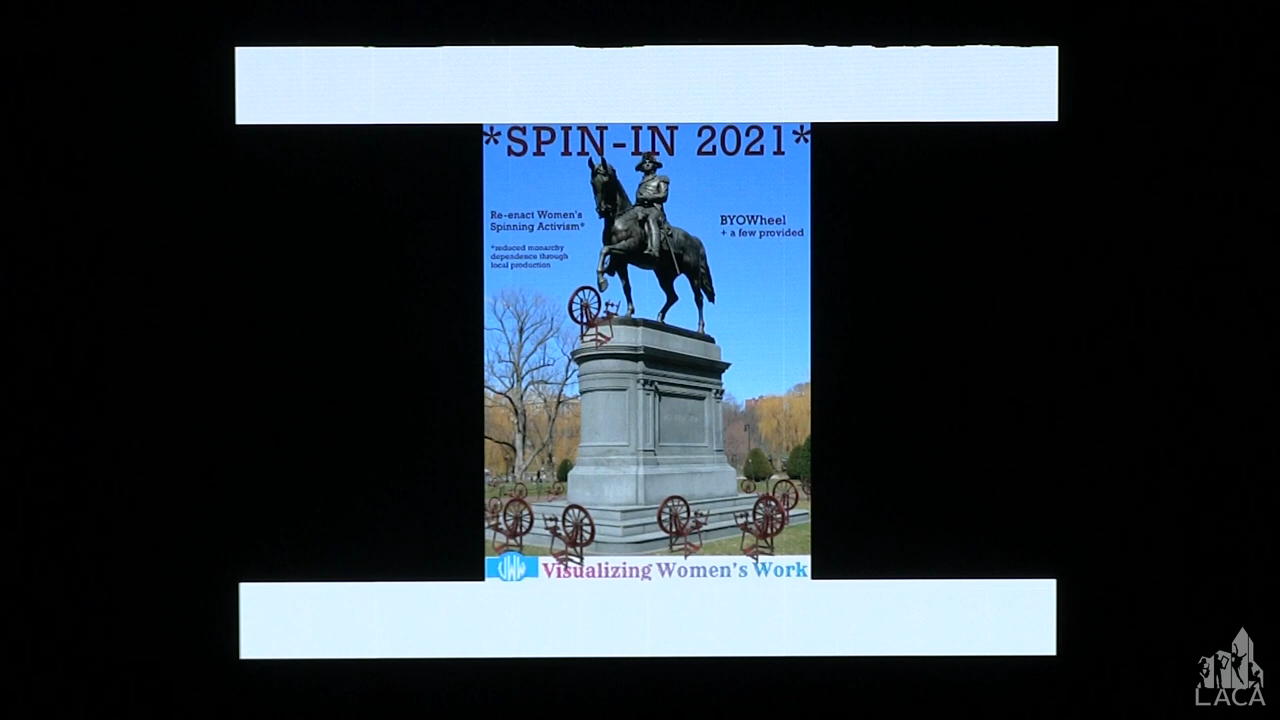 *SPIN-IN 2021*
Re-enact Women's
Spinning Activism*
*reduced monarchy
dependence through
local production
BYOWheel
+ a few provided
VWW
Visualizing Women's Work
LACA